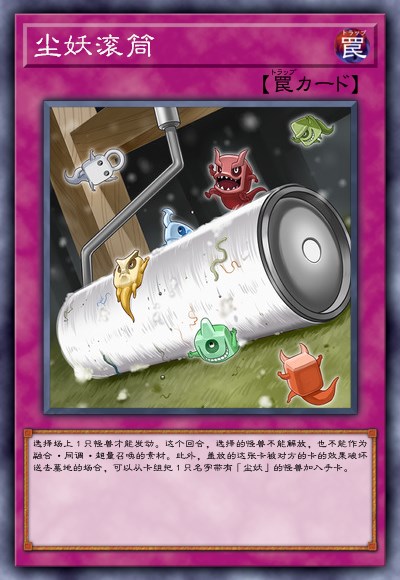 尘妖滚筒
トラップ
罠
トラップ
【罠カード】
选择场上1只怪兽才能发动。这个回合，选择的怪兽不能解放，也不能作为
融合·同调·超量召唤的素材。此外，盖放的这张卡被对方的卡的效果破坏
送去墓地的场合，可以从卡组把1只名字带有「尘妖」的怪兽加入手卡。